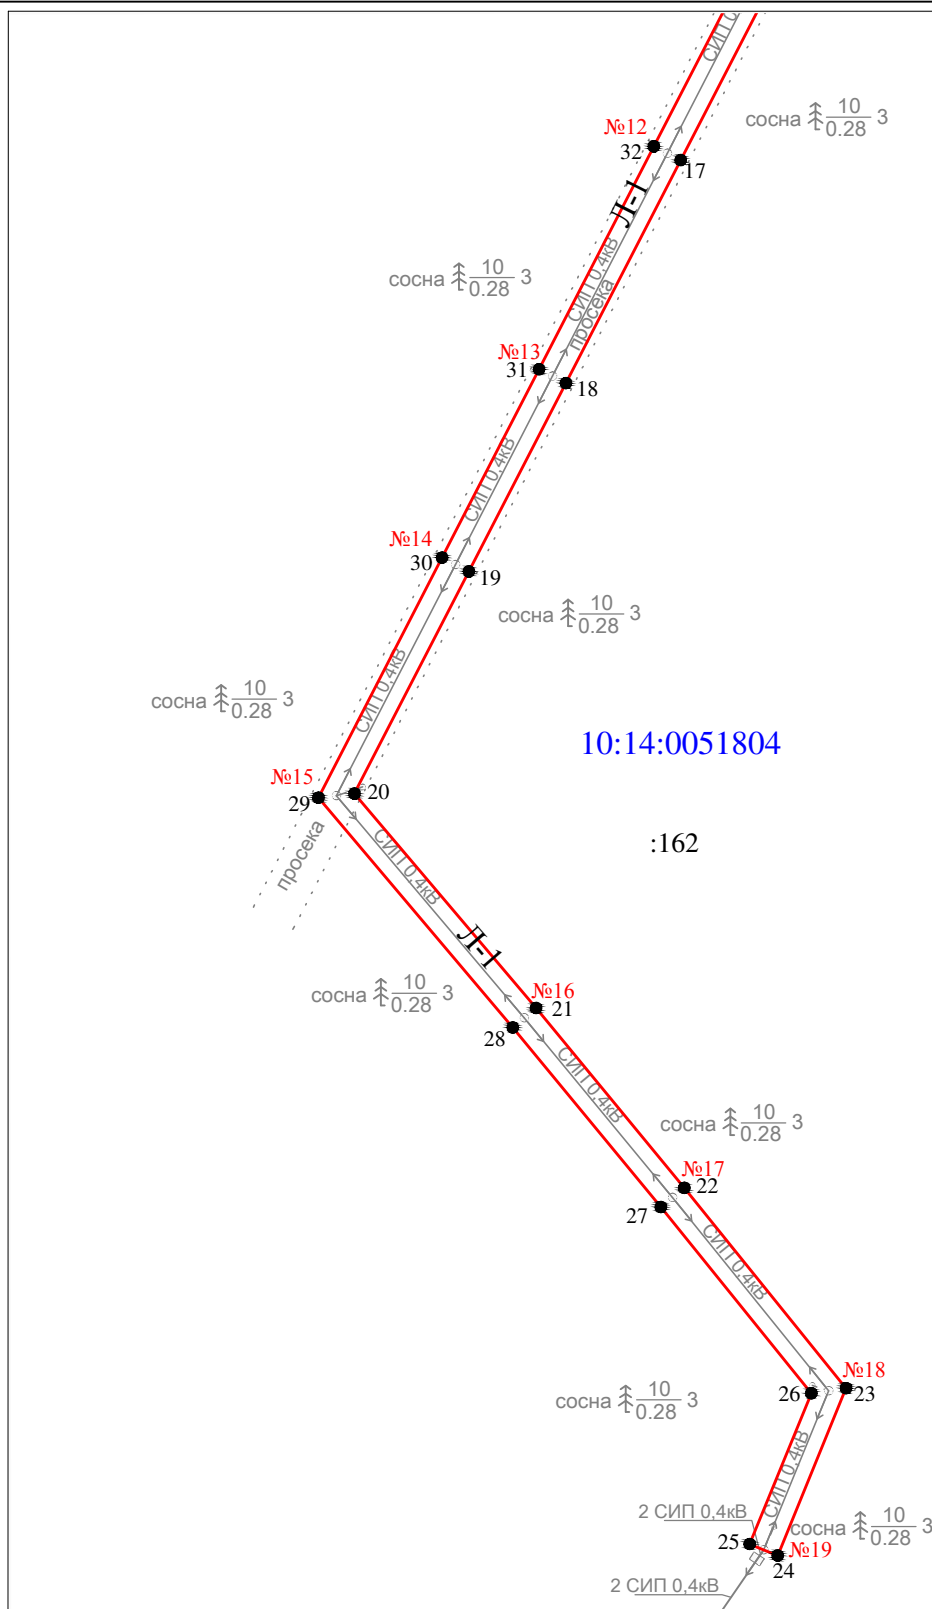 СИП 0
сосна 10 3
0.28
№12
32
17
Л-1
СИП 0,4кВ
просека
сосна 10 3
0.28
№13
31
18
СИП 0,4кВ
№14
30
19
сосна 10 3
0.28
СИП 0,4кВ
сосна 10 3
0.28
10:14:0051804
№15
29
20
просека
:162
СИП 0,4кВ
Л-1
сосна 10 3
0.28
№16
21
28
СИП 0,4кВ
сосна 10 3
0.28
№17
22
27
СИП 0,4кВ
№18
23
26
сосна 10 3
0.28
СИП 0,4кВ
2 СИП 0,4кВ
сосна 10 3
0.28
25
№19
24
2 СИП 0,4кВ